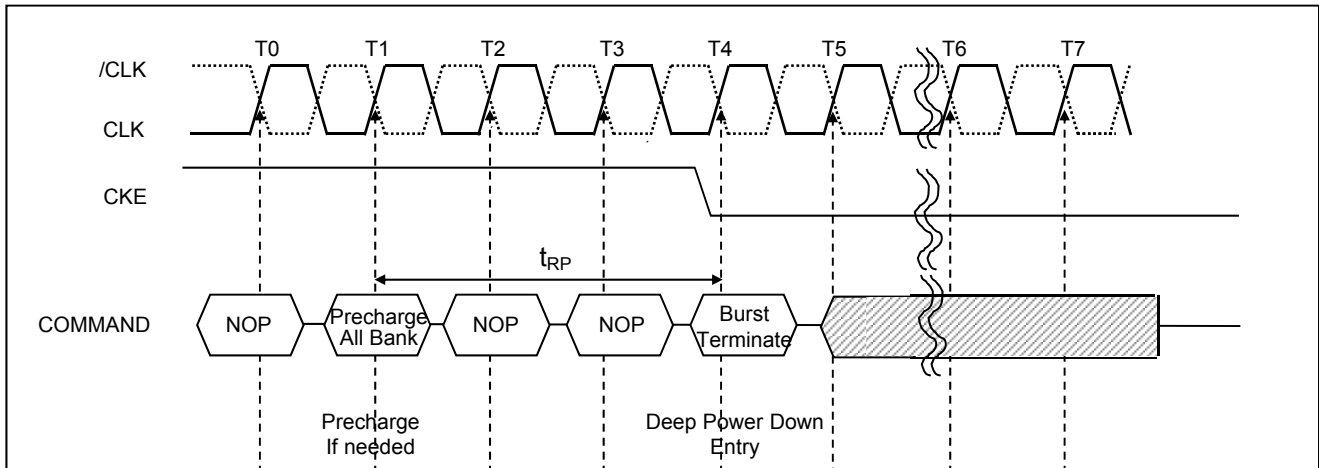 T0 T1 T2 T3 T4 T5 T6 T7
/CLK
CLK
CKE
tRP
COMMAND
NOP
Precharge
All Bank
NOP
NOP
Burst
Terminate
Precharge
If needed
Deep Power Down
Entry